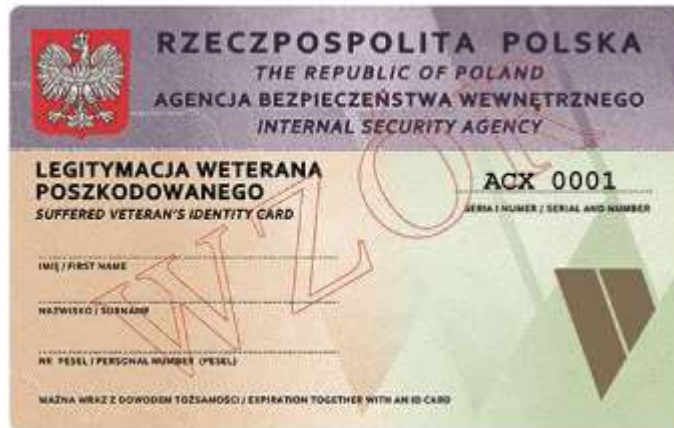 RZECZPOSPOLITA POLSKA
THE REPUBLIC OF POLAND
AGENCJA BEZPIECZEŃSTWA WEWNĘTRZNEGO
INTERNAL SECURITY AGENCY
LEGITYMACJA WETERANA
POSZKODOWANEGO
SUFFERED VETERAN'S IDENTITY CARD
ACX 0001
SERIA I NUMER / SERIAL AND NUMBER
IMIĘ / FIRST NAME
NAZWISKO / SURNAME
NR PESEL / PERSONAL NUMBER (PESEL)
WAŻNA WRAZ Z DOWODEM TOŻSAMOŚCI / EXPIRATION TOGETHER WITH AN ID CARD
WZÓR